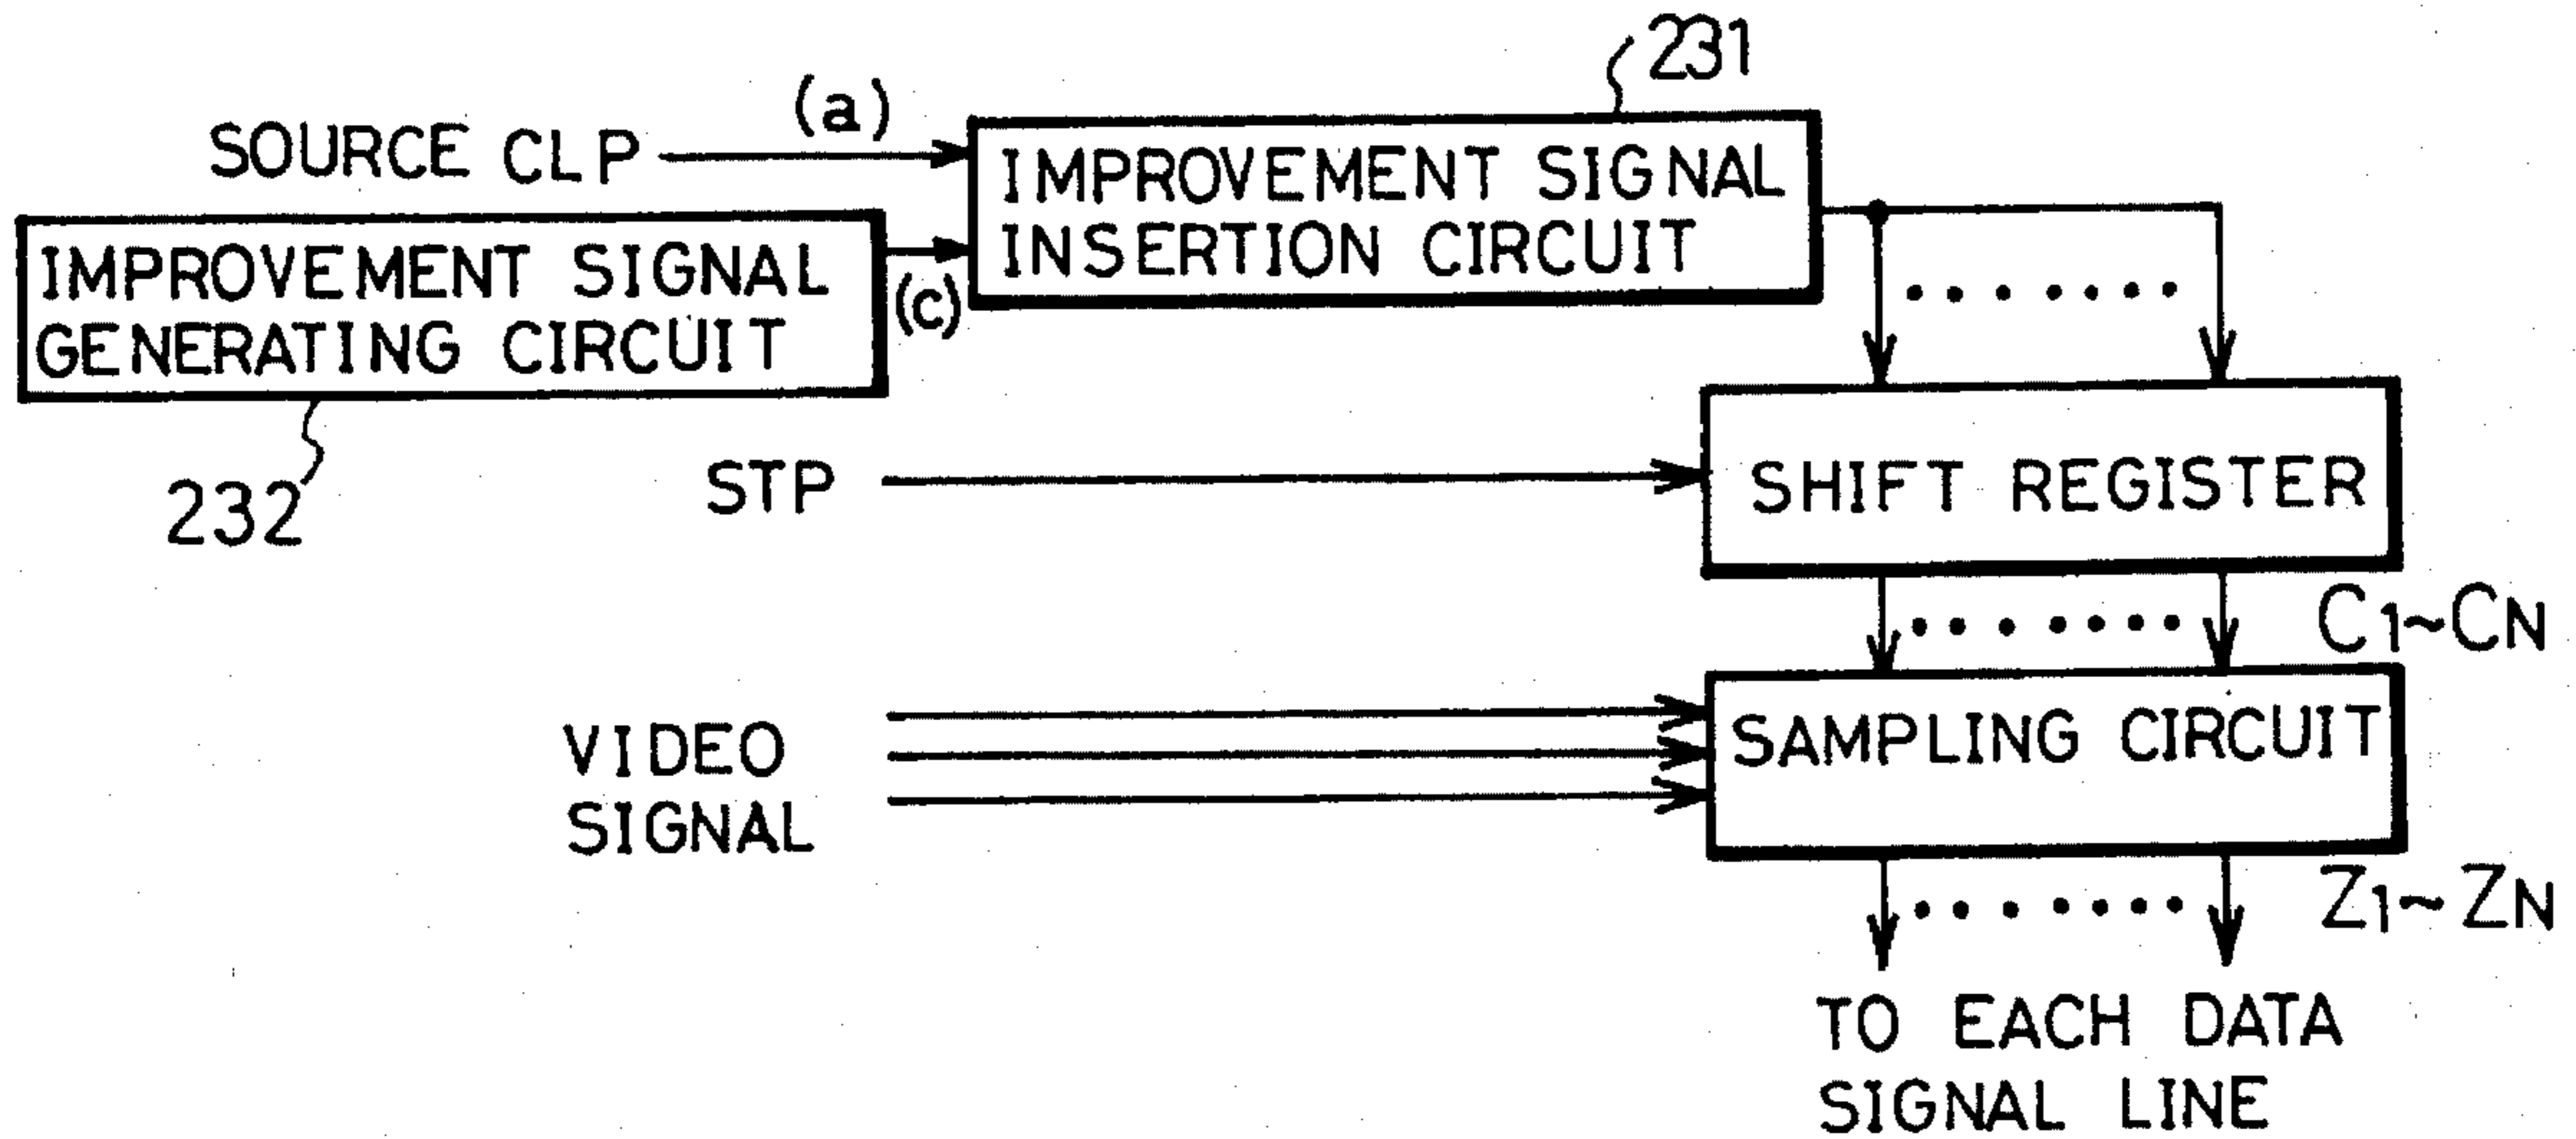 231
(a)
SOURCE CLP
IMPROVEMENT SIGNAL
INSERTION CIRCUIT
IMPROVEMENT SIGNAL
GENERATING CIRCUIT
(c)
232
STP
SHIFT REGISTER
C1~CN
VIDEO
SIGNAL
SAMPLING CIRCUIT
Z1~ZN
TO EACH DATA
SIGNAL LINE